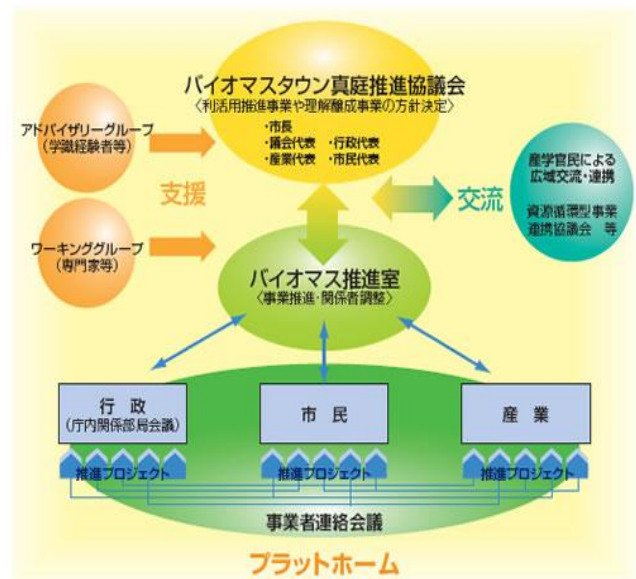 バイオマスタウン真庭推進協議会
〈利活用推進事業や理解醸成事業の方針決定〉
・市長
・議会代表 ・行政代表
・産業代表 ・市民代表
アドバイザリーグループ
(学識経験者等)
支援
ワーキンググループ
(専門家等)
交流
産学官民による
広域交流・連携
資源循環型事業
連携協議会 等
バイオマス推進室
〈事業推進・関係者調整〉
行 政
(庁内関係部局会議)
市 民
産 業
推進プロジェクト
推進プロジェクト
推進プロジェクト
事業者連絡会議
プラットホーム